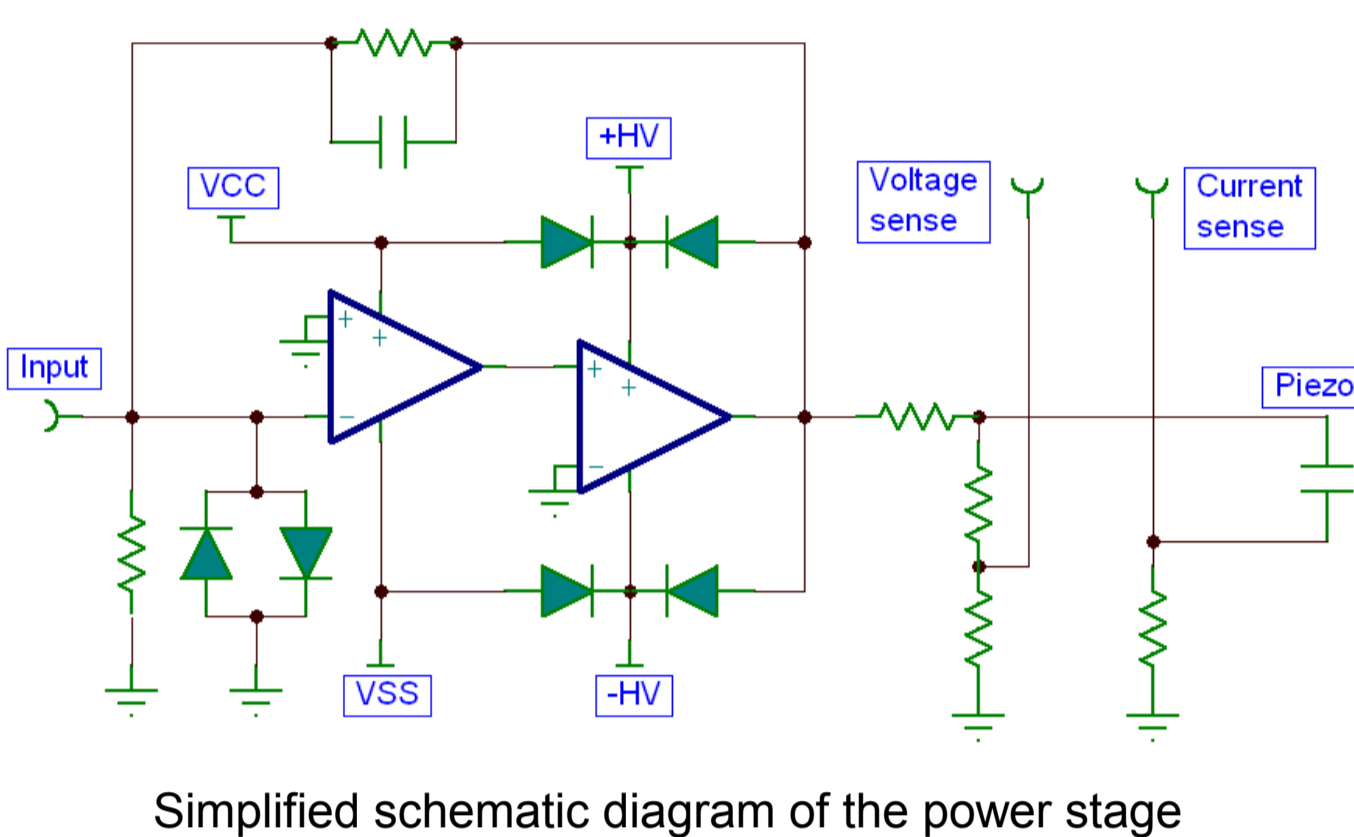 +HV
VCC
Voltage
sense
Current
sense
+
+
Input
+
+
−
Piezo
−
VSS
-HV
Simplified schematic diagram of the power stage